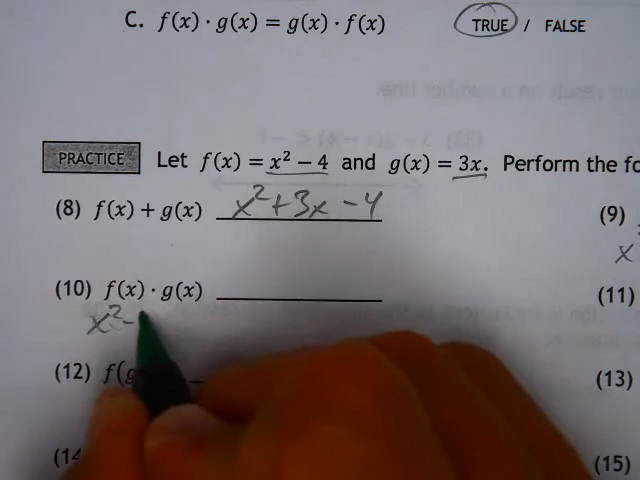 C. f(x) · g(x) = g(x) · f(x) TRUE / FALSE
PRACTICE Let f(x) = x² − 4 and g(x) = 3x. Perform the fo
(8) f(x) + g(x) x² + 3x − 4 (9)
x
(10) f(x) · g(x) (11)
x² −
(12) f(g (13)
(14 (15)